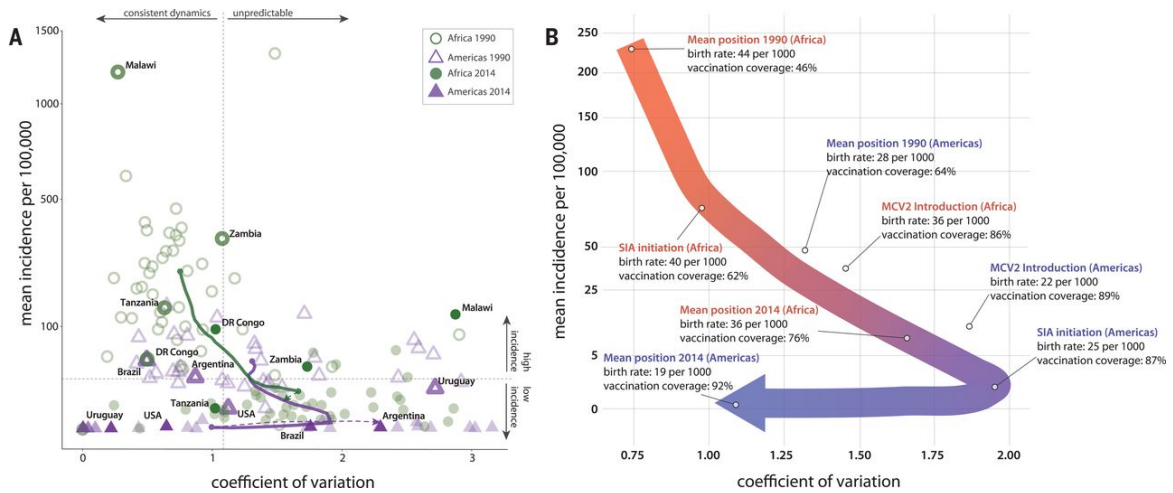 A
consistent dynamics
unpredictable
1500
1000
500
100
mean incidence per 100,000
Africa 1990
Americas 1990
Africa 2014
Americas 2014
Malawi
Zambia
Tanzania
DR Congo
Malawi
DR Congo
Brazil
Argentina
Zambia
Uruguay
high
incidence
low
incidence
Uruguay
USA
Tanzania
USA
Brazil
Argentina
0
1
2
3
coefficient of variation
B
250
200
150
100
50
25
5
0
mean incdidence per 100,000
Mean position 1990 (Africa)
birth rate: 44 per 1000
vaccination coverage: 46%
Mean position 1990 (Americas)
birth rate: 28 per 1000
vaccination coverage: 64%
MCV2 Introduction (Africa)
birth rate: 36 per 1000
vaccination coverage: 86%
SIA initiation (Africa)
birth rate: 40 per 1000
vaccination coverage: 62%
MCV2 Introduction (Americas)
birth rate: 22 per 1000
vaccination coverage: 89%
Mean position 2014 (Africa)
birth rate: 36 per 1000
vaccination coverage: 76%
SIA initiation (Americas)
birth rate: 25 per 1000
vaccination coverage: 87%
Mean position 2014 (Americas)
birth rate: 19 per 1000
vaccination coverage: 92%
0.75
1.00
1.25
1.50
1.75
2.00
coefficient of variation